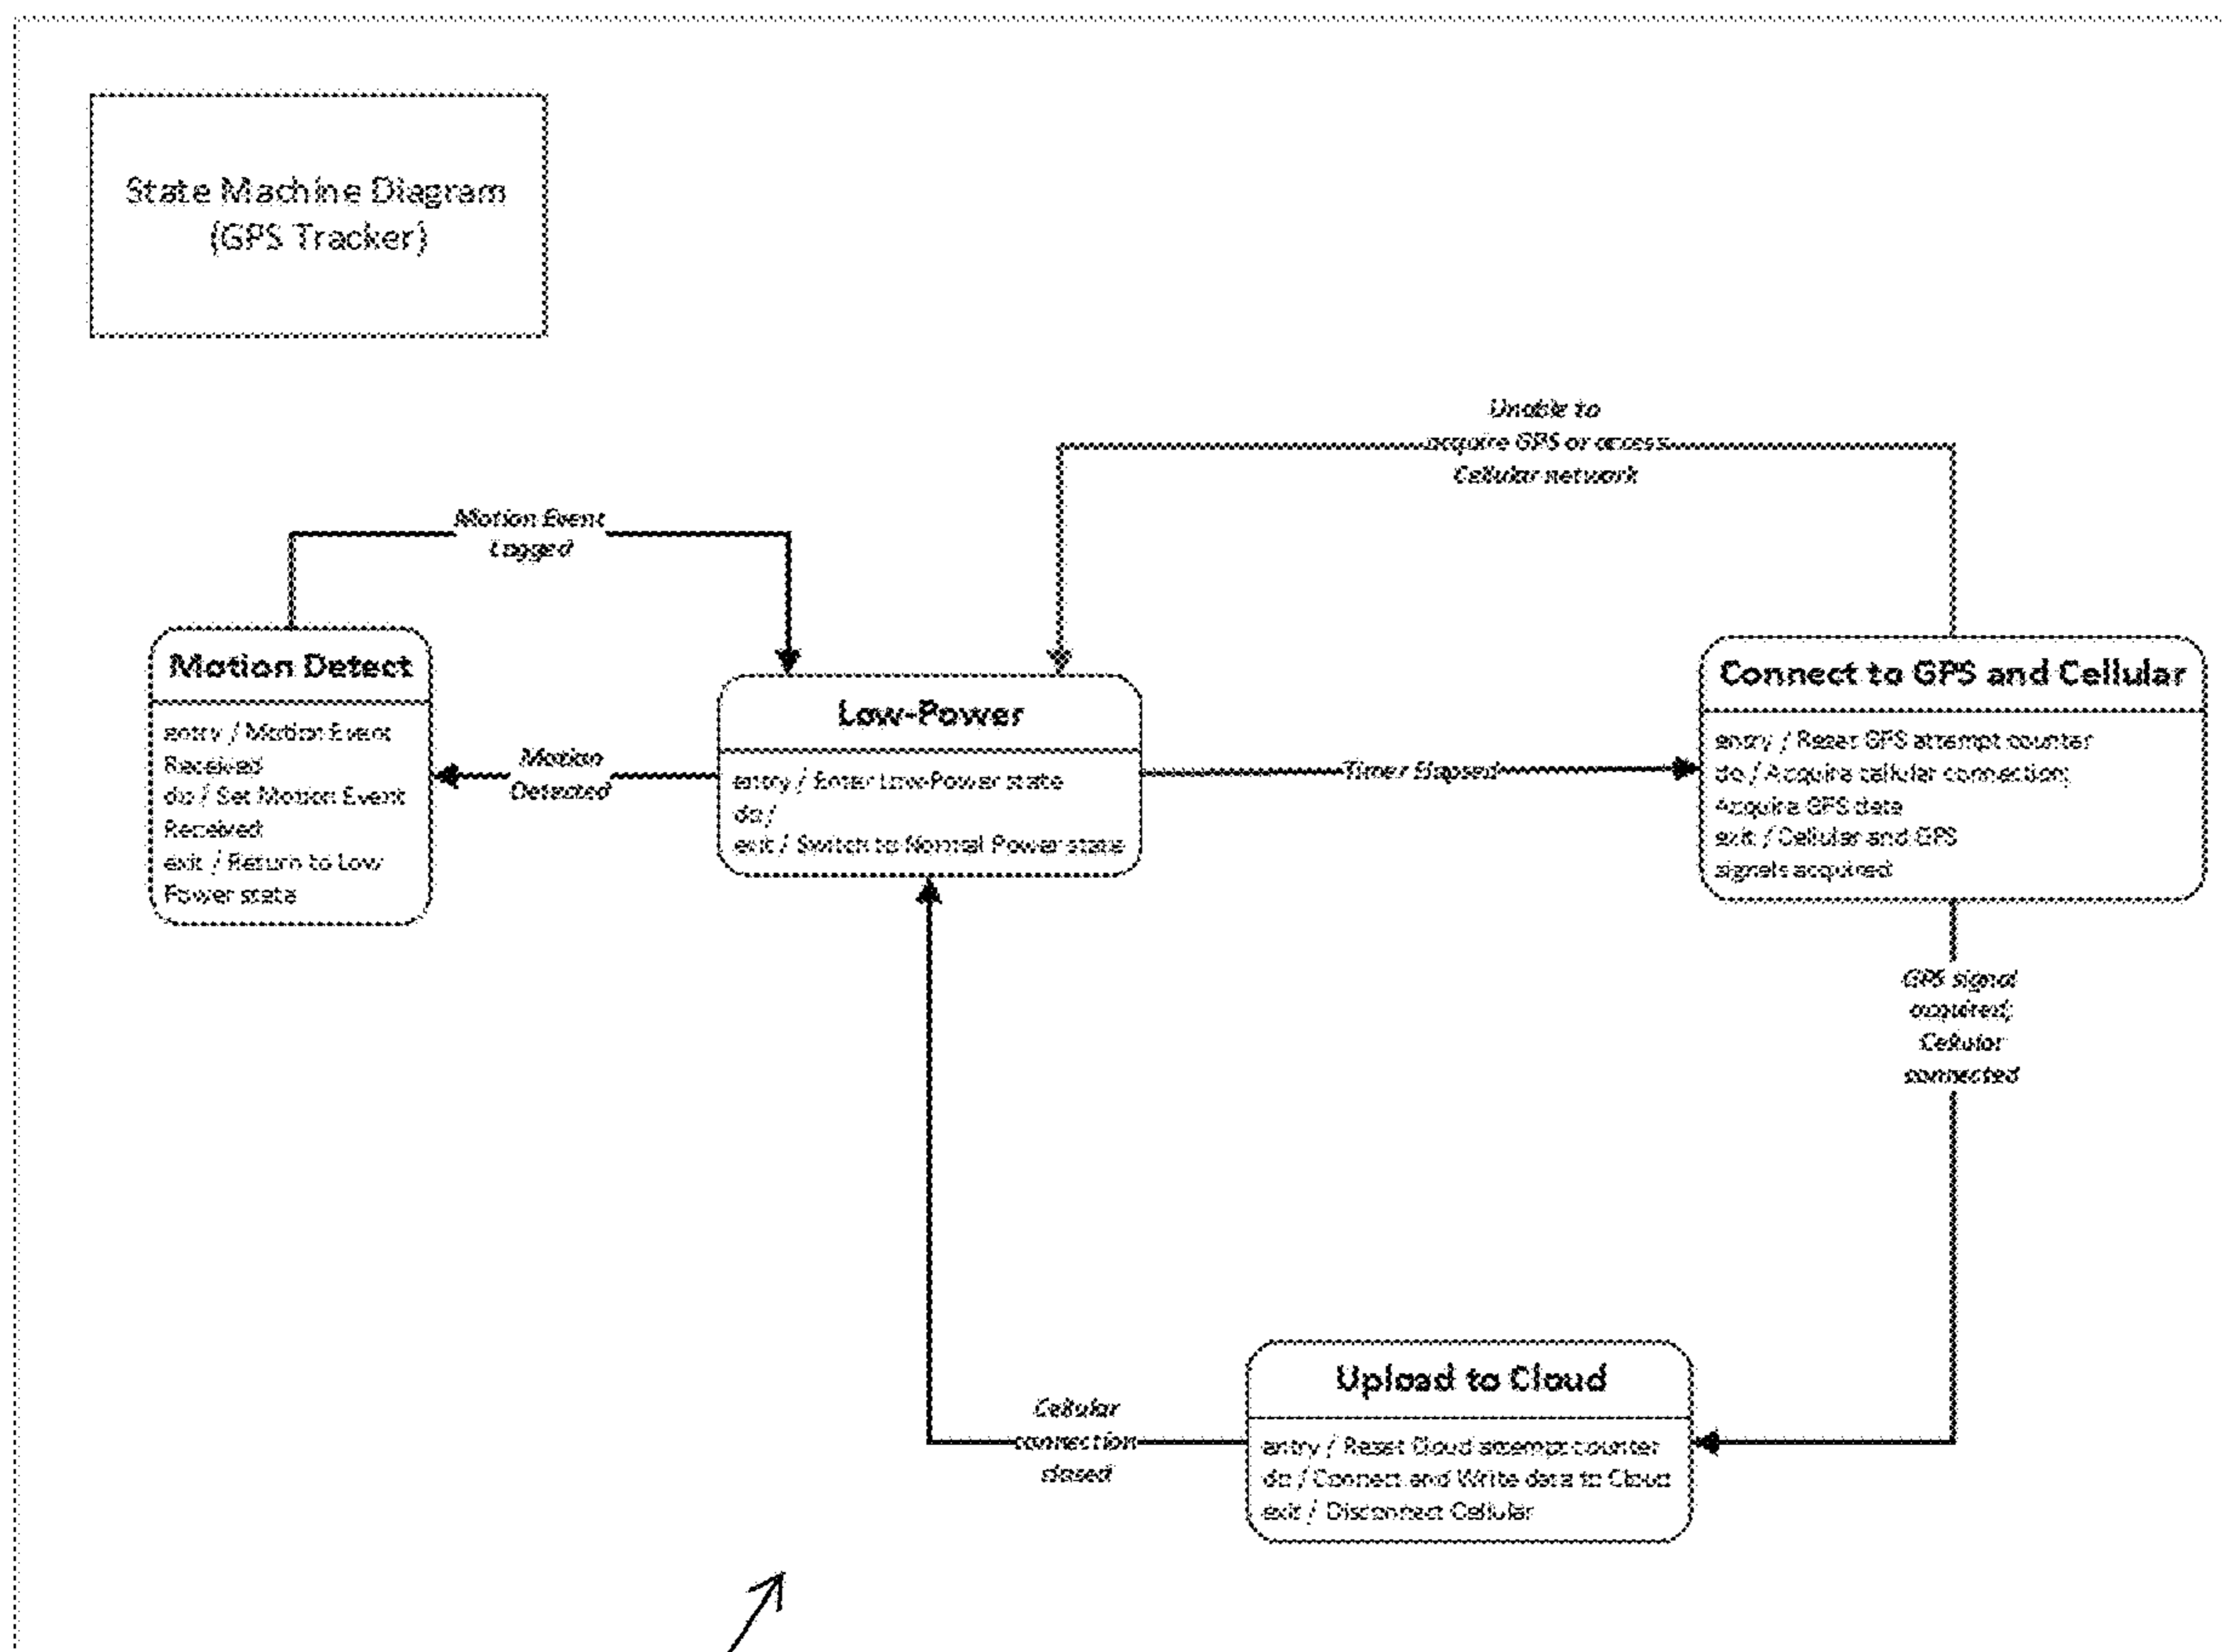 State Machine Diagram
(GPS Tracker)
Unable to
acquire GPS or access
Cellular network
Motion Event
Logged
Motion Detect
entry / Motion Event
Received
do / Set Motion Event
Received
exit / Return to Low
Power state
Motion
Detected
Low-Power
entry / Enter Low-Power state
do /
exit / Switch to Normal Power state
Timer Elapsed
Connect to GPS and Cellular
entry / Reset GPS attempt counter
do / Acquire cellular connection;
Acquire GPS data
exit / Cellular and GPS
signals acquired
GPS signal
acquired;
Cellular
connected
Cellular
connection
closed
Upload to Cloud
entry / Reset Cloud attempt counter
do / Connect and Write data to Cloud
exit / Disconnect Cellular